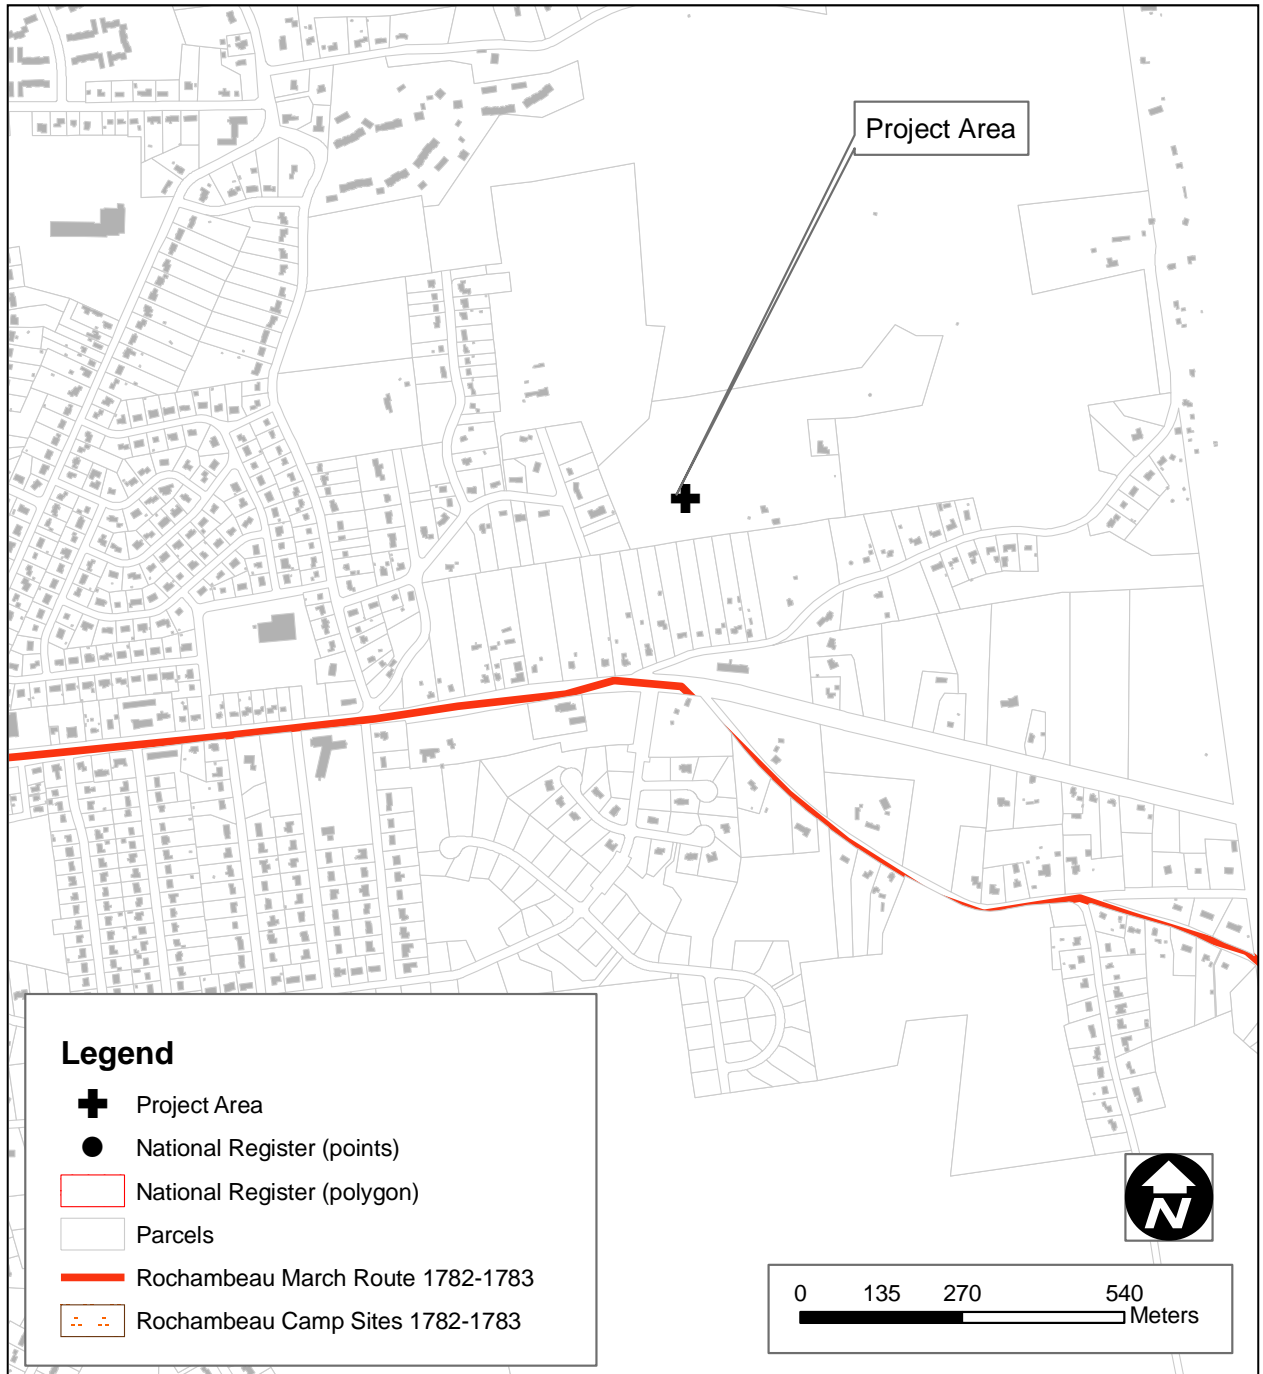 Project Area
Legend
Project Area
National Register (points)
National Register (polygon)
Parcels
Rochambeau March Route 1782-1783
Rochambeau Camp Sites 1782-1783
N
0 135 270 540
Meters